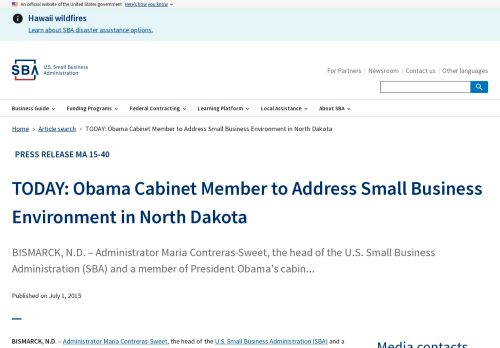 An official website of the United States government Here's how you know
Hawaii wildfires
Learn about SBA disaster assistance options.
SBA U.S. Small Business
Administration
For Partners Newsroom Contact us Other languages
Business Guide Funding Programs Federal Contracting Learning Platform Local Assistance About SBA
Home Article search TODAY: Obama Cabinet Member to Address Small Business Environment in North Dakota
PRESS RELEASE MA 15-40
TODAY: Obama Cabinet Member to Address Small Business
Environment in North Dakota
BISMARCK, N.D. – Administrator Maria Contreras-Sweet, the head of the U.S. Small Business
Administration (SBA) and a member of President Obama's cabin...
Published on July 1, 2015
BISMARCK, N.D. – Administrator Maria Contreras-Sweet, the head of the U.S. Small Business Administration (SBA) and a
Media contacts